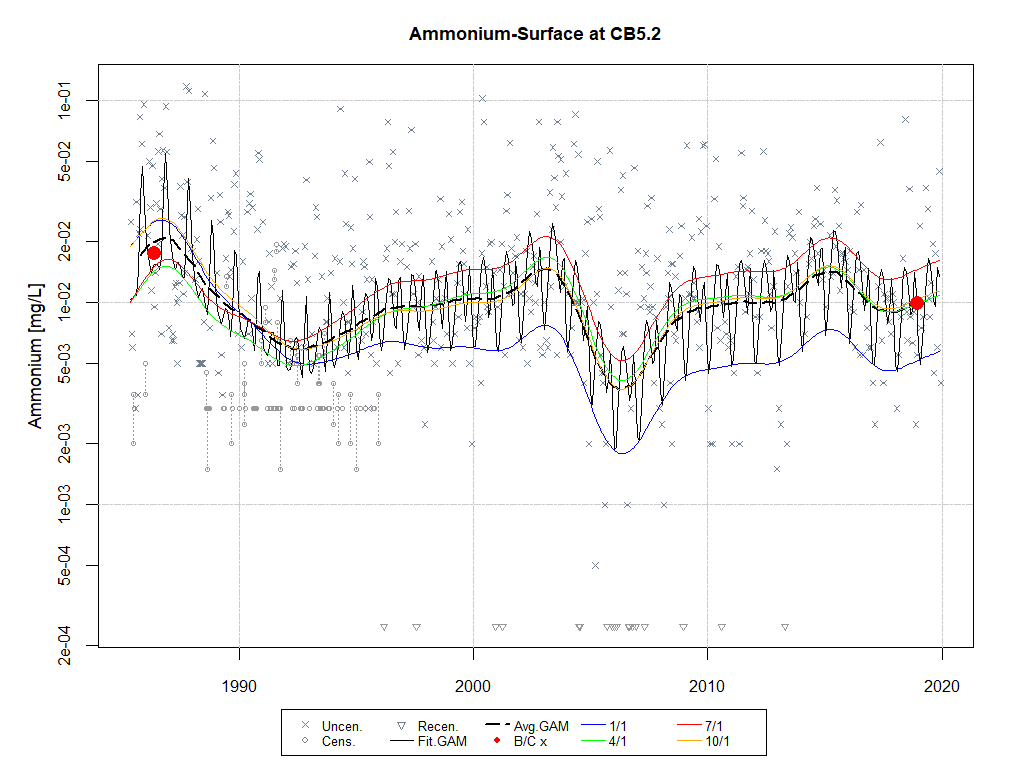 Ammonium-Surface at CB5.2
Ammonium [mg/L]
1e-01
5e-02
2e-02
1e-02
5e-03
2e-03
1e-03
5e-04
2e-04
1990 2000 2010 2020
Uncen. Recen. Avg.GAM 1/1 7/1
Cens. Fit.GAM B/C x 4/1 10/1